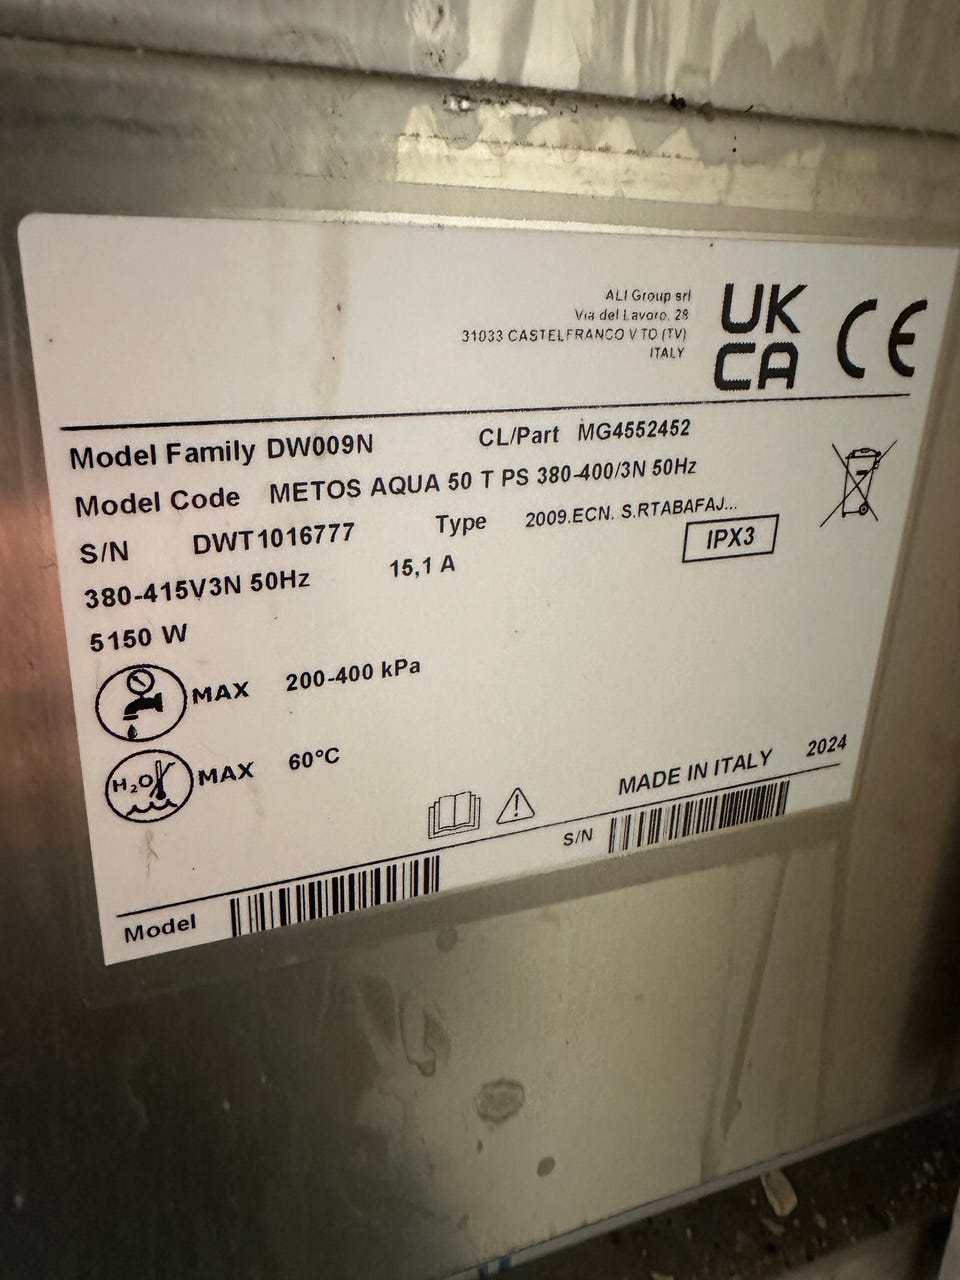 ALI Group srl
Via del Lavoro, 28
31033 CASTELFRANCO V TO (TV)
ITALY
UK
CA
CE
Model Family DW009N CL/Part MG4552452
Model Code METOS AQUA 50 T PS 380-400/3N 50Hz
S/N DWT1016777 Type 2009.ECN. S.RTABAFAJ...
380-415V3N 50Hz 15,1 A IPX3
5150 W
MAX 200-400 kPa
H₂O MAX 60°C
MADE IN ITALY 2024
S/N
Model